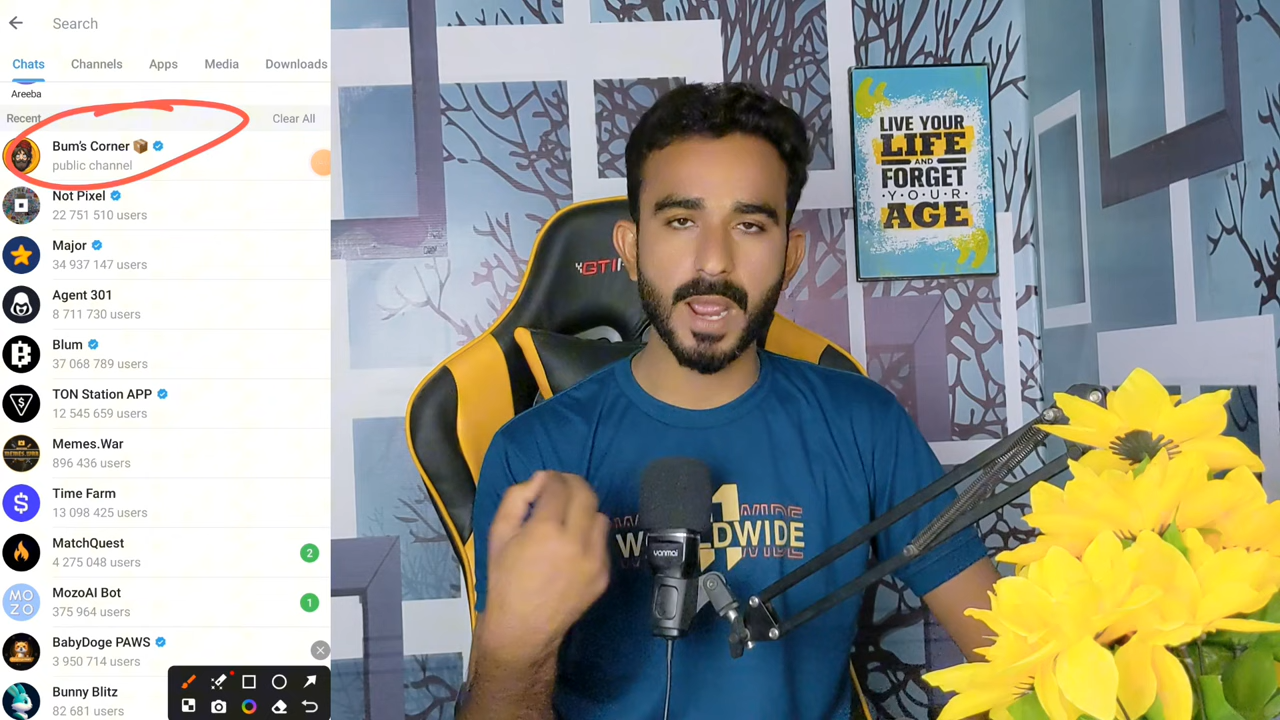 Search
Chats Channels Apps Media Downloads
Areeba
Recent Clear All
Bum's Corner
public channel
Not Pixel
22 751 510 users
Major
34 937 147 users
Agent 301
8 711 730 users
Blum
37 068 789 users
TON Station APP
12 545 659 users
Memes.War
896 436 users
Time Farm
13 098 425 users
MatchQuest
4 275 048 users
2
MozoAI Bot
375 964 users
1
BabyDoge PAWS
3 950 714 users
Bunny Blitz
82 681 users
MOZO
LIVE YOUR
LIFE
AND
FORGET
YOUR
AGE
yanmai